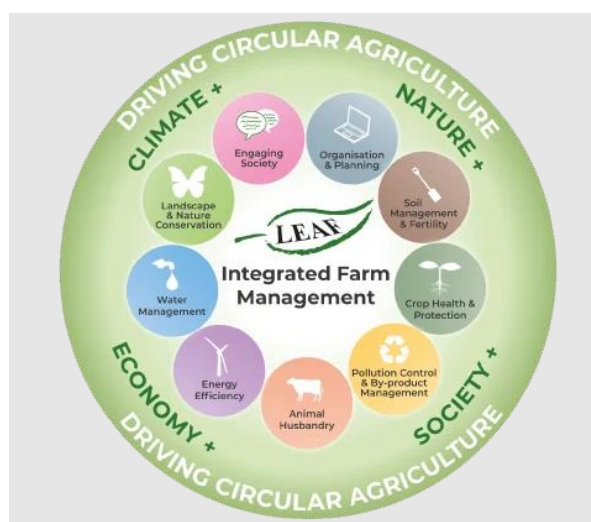 DRIVING CIRCULAR AGRICULTURE
CLIMATE +
NATURE +
Engaging
Society
Organisation
& Planning
Landscape
& Nature
Conservation
Soil
Management
& Fertility
LEAF
Integrated Farm
Management
Water
Management
Crop Health &
Protection
Energy
Efficiency
Pollution Control
& By-product
Management
Animal
Husbandry
ECONOMY +
SOCIETY +
DRIVING CIRCULAR AGRICULTURE